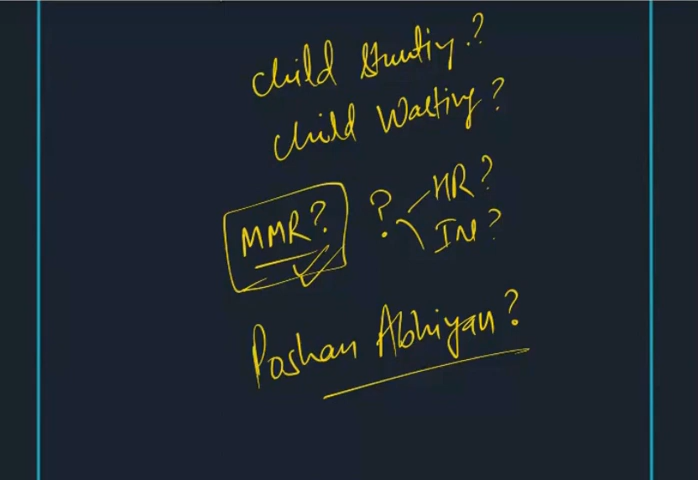 Child Stunting?
Child Wasting?
MMR? ? HR?
IN?
Poshan Abhiyan?